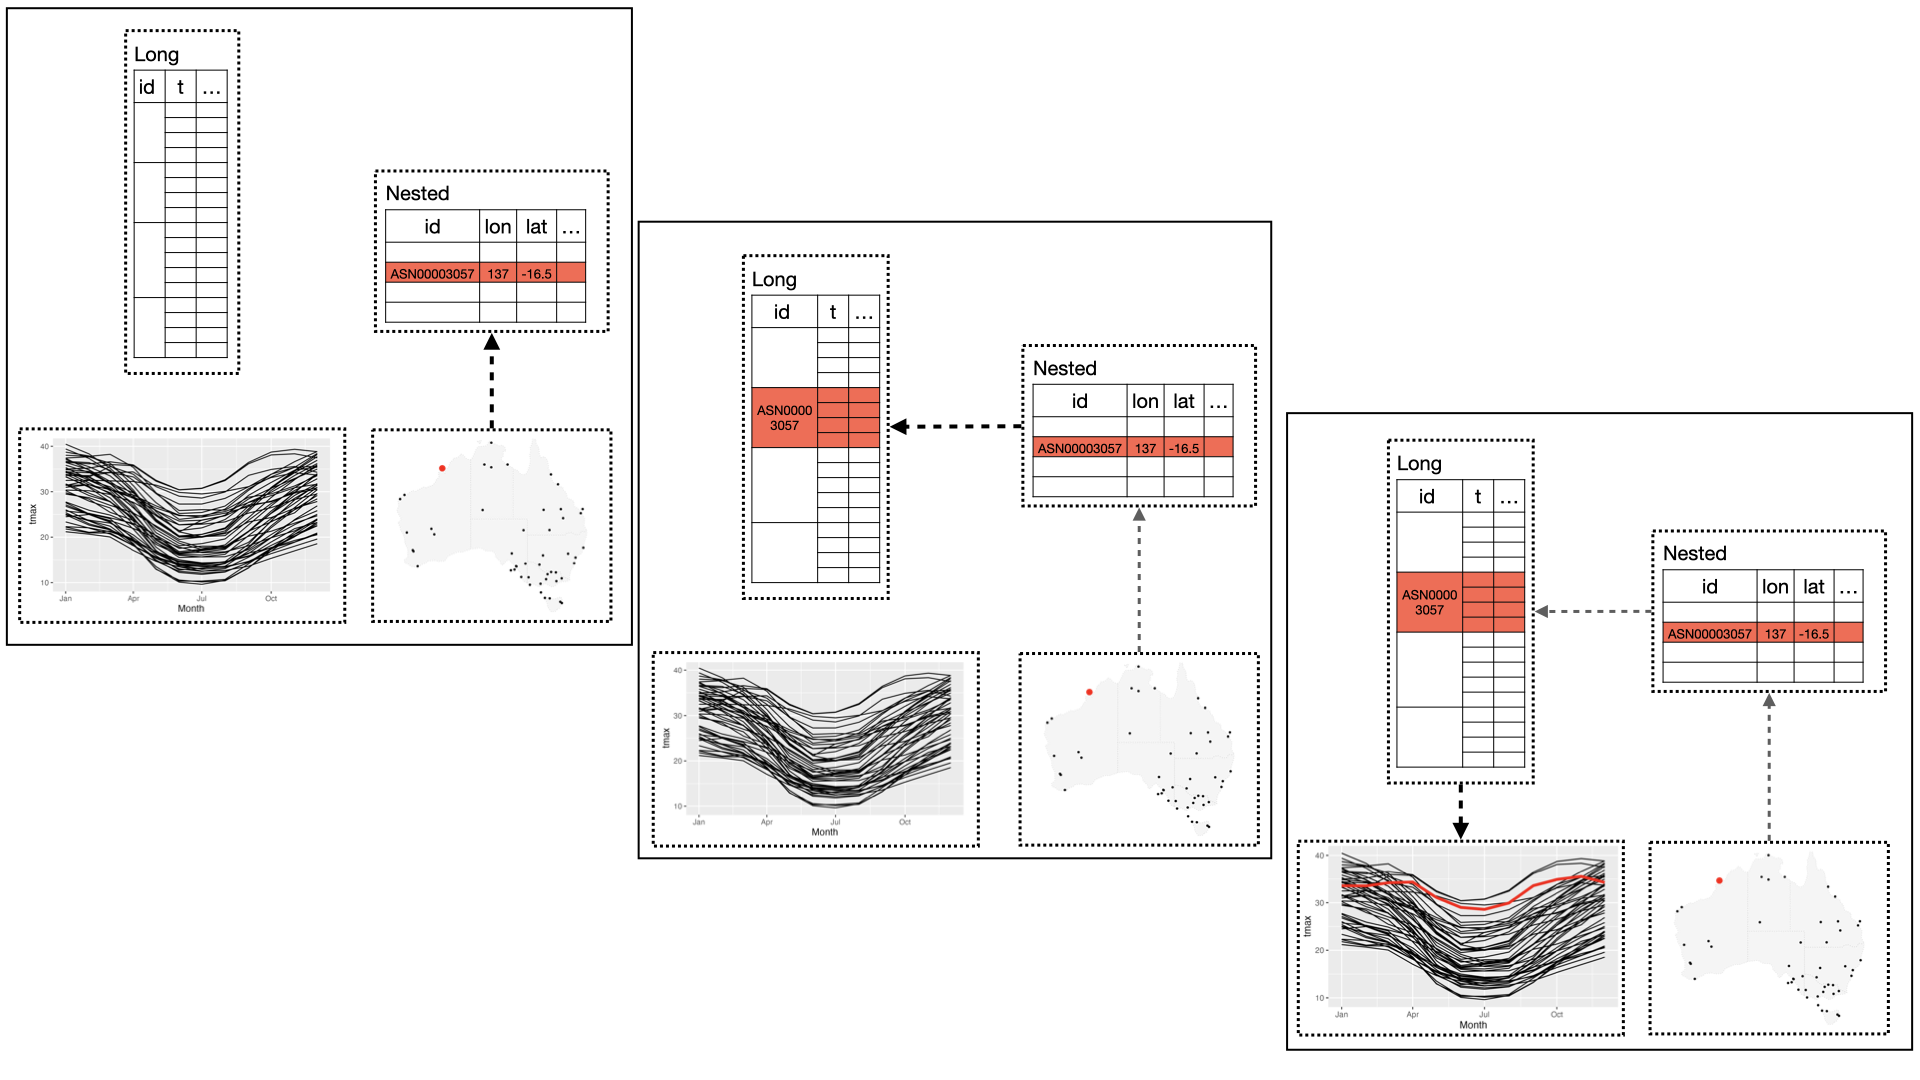 Long
id t ...
Nested
id lon lat ...
ASN00003057 137 -16.5
40
30
20
10
tmax
Jan Apr Jul Oct
Month
Long
id t ...
ASN0000
3057
Nested
id lon lat ...
ASN00003057 137 -16.5
40
30
20
10
tmax
Jan Apr Jul Oct
Month
Long
id t ...
ASN0000
3057
Nested
id lon lat ...
ASN00003057 137 -16.5
40
30
20
10
tmax
Jan Apr Jul Oct
Month